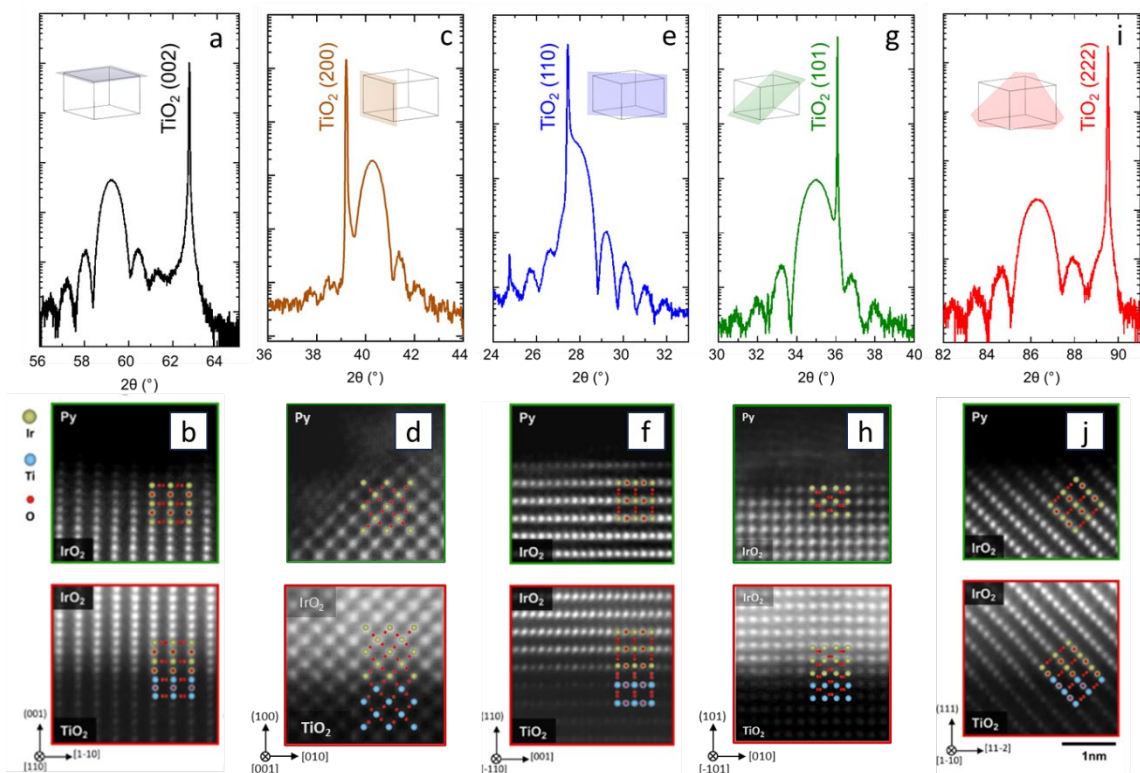 a
TiO₂ (002)
56 58 60 62 64
2θ (°)
c
TiO₂ (200)
36 38 40 42 44
2θ (°)
e
TiO₂ (110)
24 26 28 30 32
2θ (°)
g
TiO₂ (101)
30 32 34 36 38 40
2θ (°)
i
TiO₂ (222)
82 84 86 88 90
2θ (°)
Ir
Ti
O
Py
b
IrO₂
IrO₂
TiO₂
(001)
[1-10]
[110]
Py
d
IrO₂
TiO₂
(100)
[010]
[001]
Py
f
IrO₂
IrO₂
TiO₂
[110]
[001]
[-110]
Py
h
IrO₂
IrO₂
TiO₂
(101)
[010]
[-101]
Py
j
IrO₂
IrO₂
TiO₂
(111)
[11-2]
[1-10]
1nm